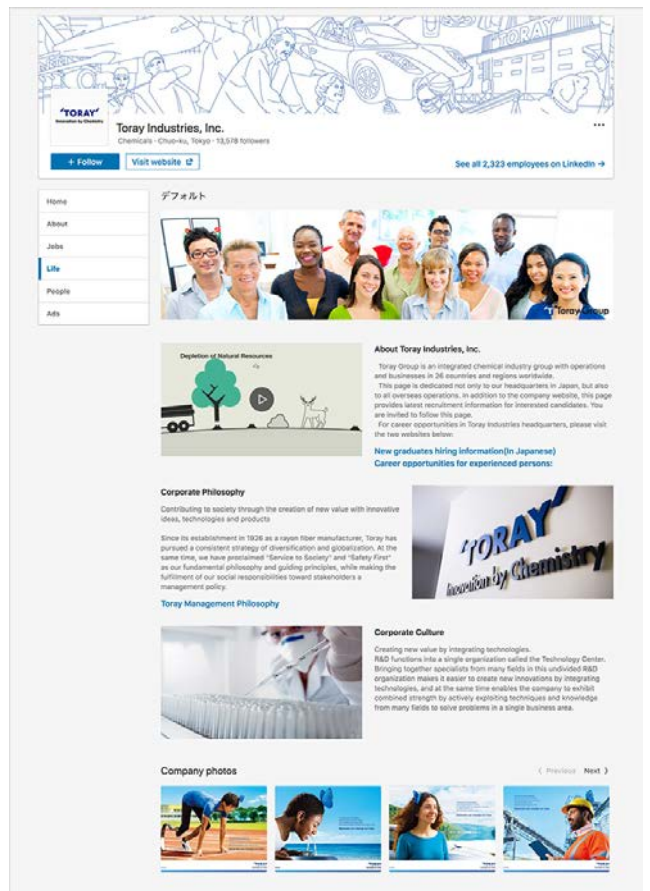 TORAY
'TORAY'
Innovation by Chemistry
Toray Industries, Inc.
Chemicals · Chuo-ku, Tokyo · 13,578 followers
+ Follow
Visit website
See all 2,323 employees on LinkedIn →
Home
About
Jobs
Life
People
Ads
デフォルト
Toray Group
Depletion of Natural Resources
About Toray Industries, Inc.
Toray Group is an integrated chemical industry group with operations
and businesses in 26 countries and regions worldwide.
This page is dedicated not only to our headquarters in Japan, but also
to all overseas operations. In addition to the company website, this page
provides latest recruitment information for interested candidates. You
are invited to follow this page.
For career opportunities in Toray Industries headquarters, please visit
the two websites below:
New graduates hiring information(In Japanese)
Career opportunities for experienced persons:
Corporate Philosophy
Contributing to society through the creation of new value with innovative
ideas, technologies and products
Since its establishment in 1926 as a rayon fiber manufacturer, Toray has
pursued a consistent strategy of diversification and globalization. At the
same time, we have proclaimed "Service to Society" and "Safety First"
as our fundamental philosophy and guiding principles, while making the
fulfillment of our social responsibilities toward stakeholders a
management policy.
Toray Management Philosophy
'TORAY'
Innovation by Chemistry
Corporate Culture
Creating new value by integrating technologies.
R&D functions into a single organization called the Technology Center.
Bringing together specialists from many fields in this undivided R&D
organization makes it easier to create new innovations by integrating
technologies, and at the same time enables the company to exhibit
combined strength by actively exploiting techniques and knowledge
from many fields to solve problems in a single business area.
Company photos
Previous Next
'TORAY'
'TORAY'
'TORAY'
'TORAY'